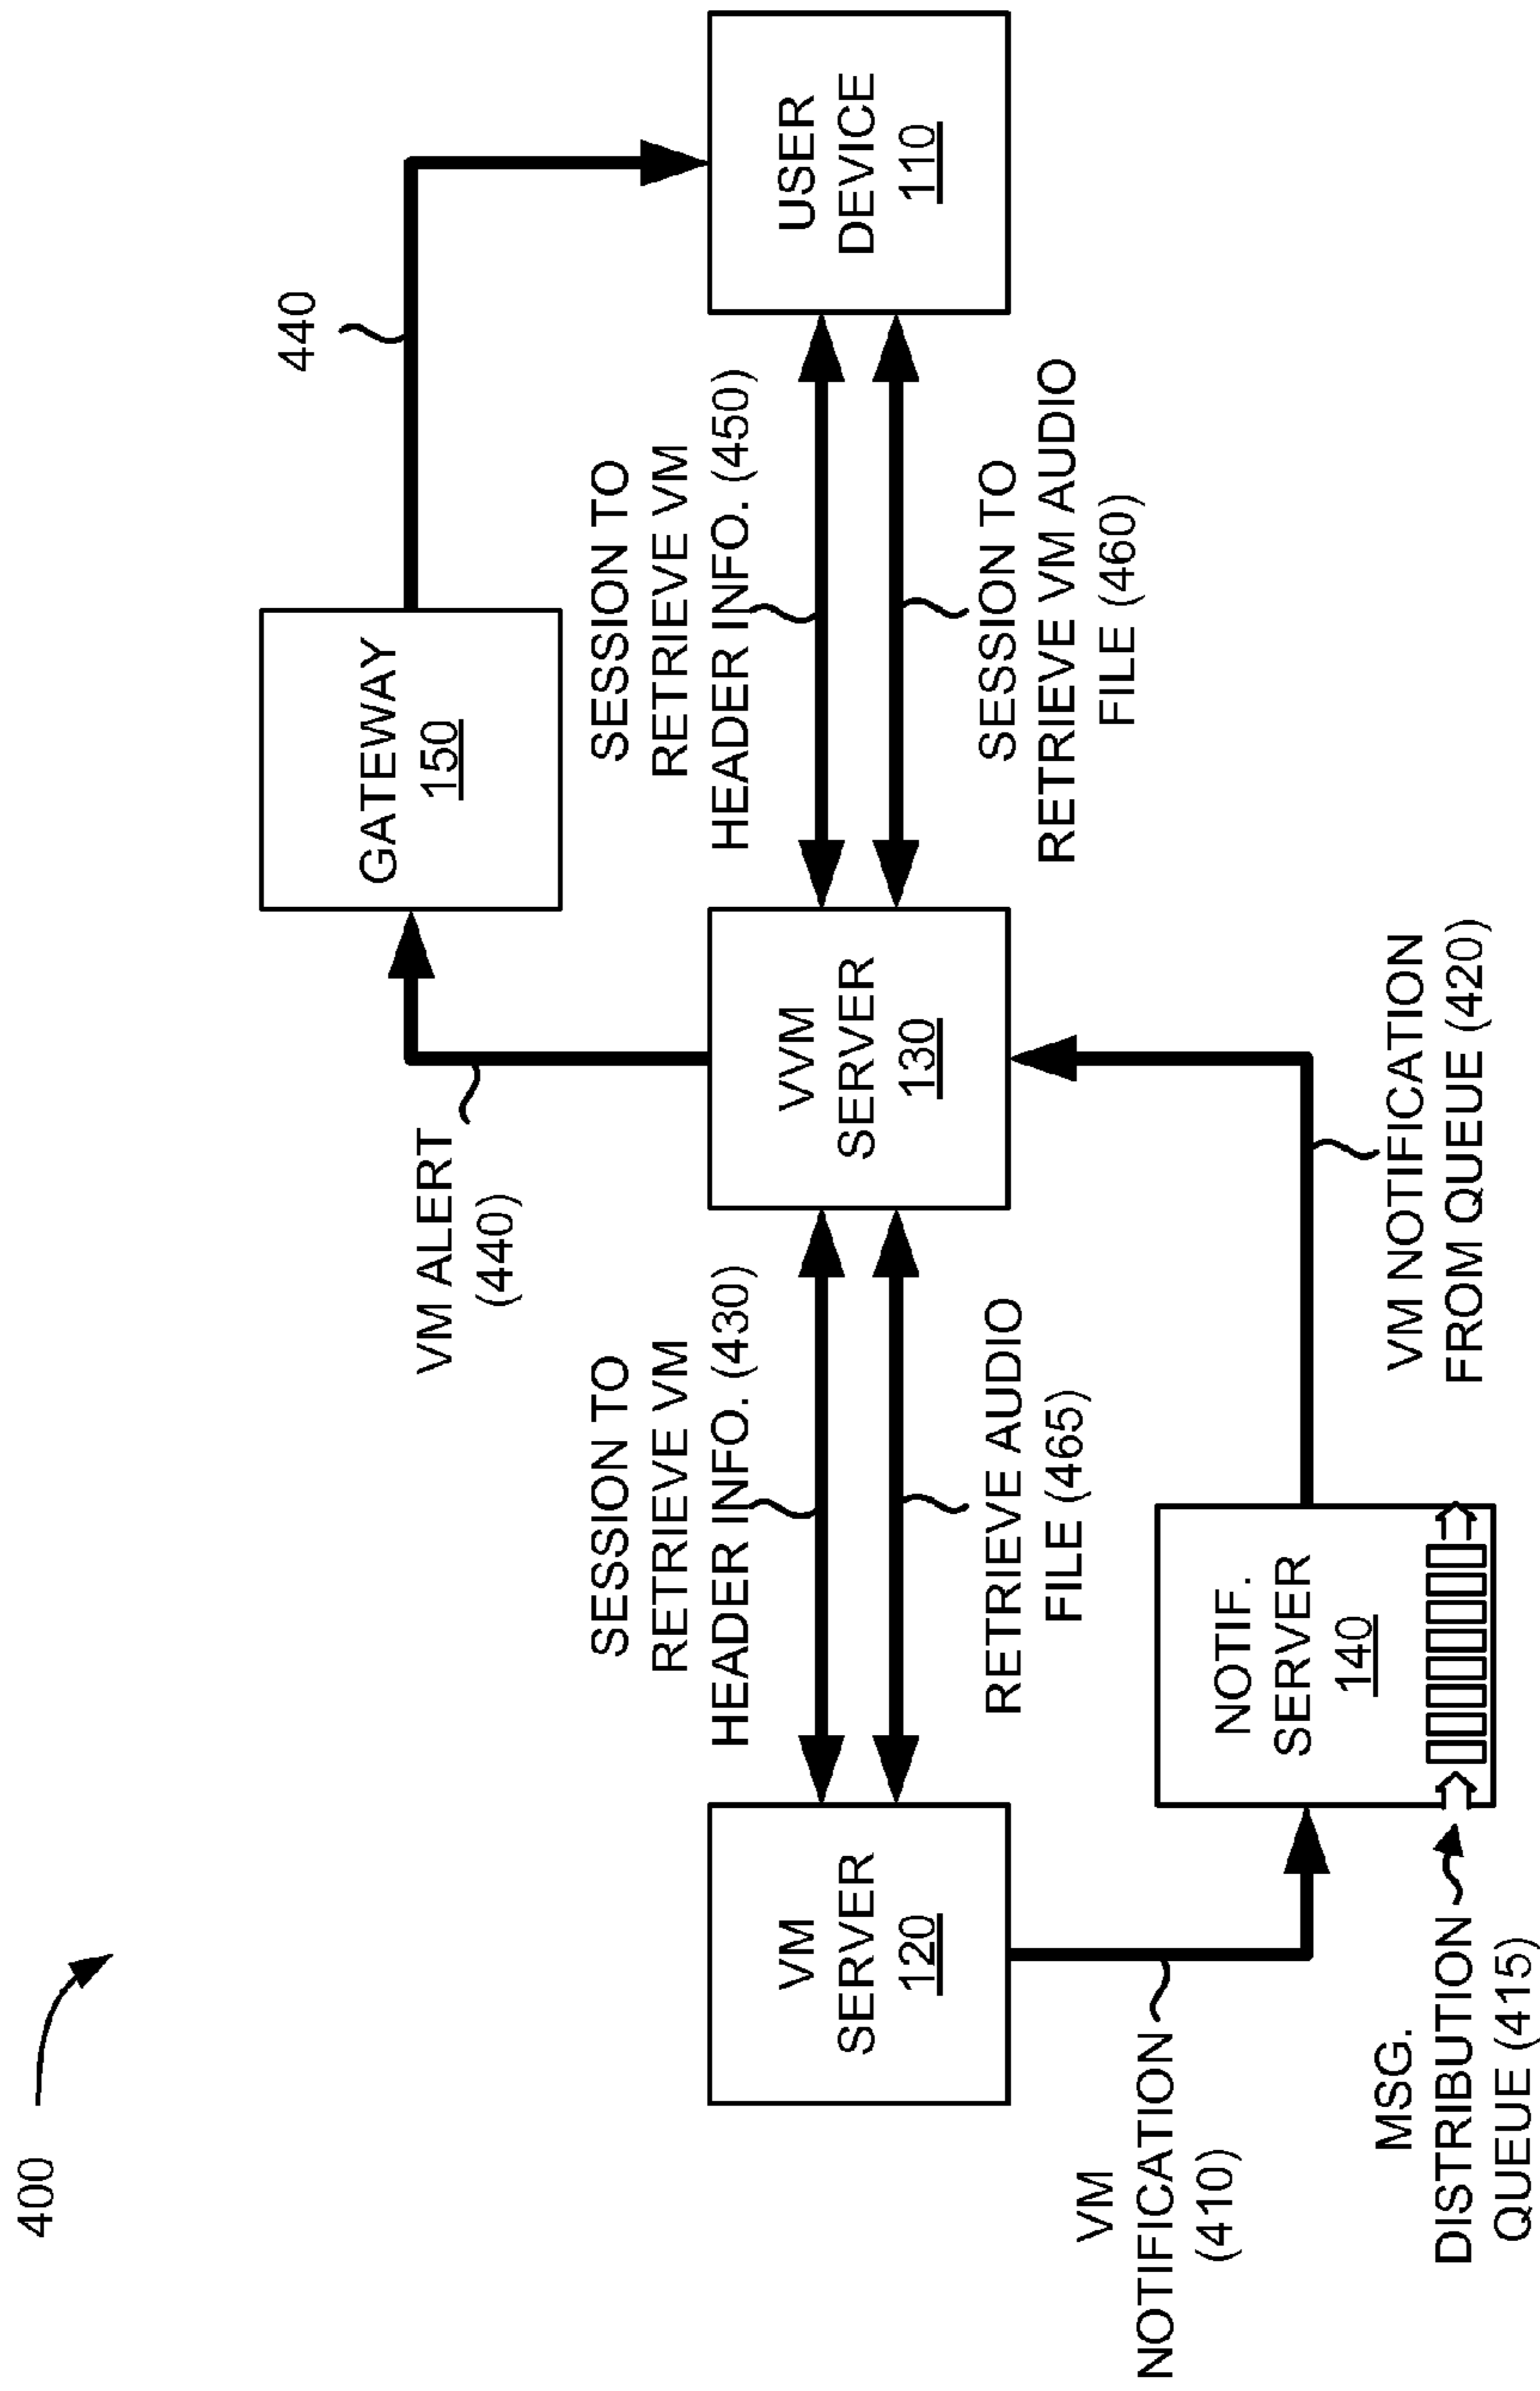 400
440
GATEWAY
150
VM ALERT
(440)
SESSION TO
RETRIEVE VM
HEADER INFO. (430)
SESSION TO
RETRIEVE VM
HEADER INFO. (450)
VM
SERVER
120
VVM
SERVER
130
USER
DEVICE
110
RETRIEVE AUDIO
FILE (465)
SESSION TO
RETRIEVE VM AUDIO
FILE (460)
VM
NOTIFICATION
(410)
NOTIF.
SERVER
140
MSG.
DISTRIBUTION
QUEUE (415)
VM NOTIFICATION
FROM QUEUE (420)